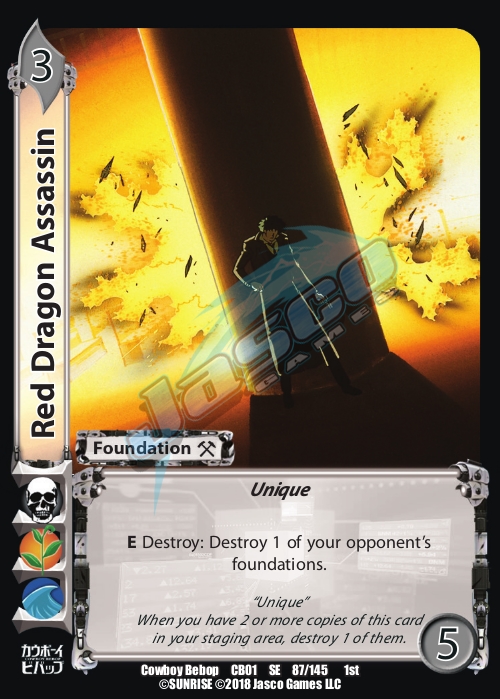 3
Red Dragon Assassin
JASCO
GAMES
Foundation
Unique
E Destroy: Destroy 1 of your opponent's
foundations.
"Unique"
When you have 2 or more copies of this card
in your staging area, destroy 1 of them.
5
カウボーイ
ビバップ
Cowboy Bebop CB01 SE 87/145 1st
©SUNRISE ©2018 Jasco Games LLC